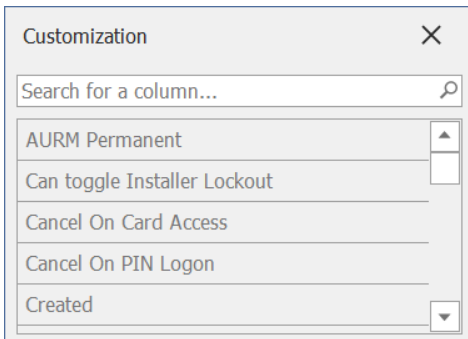 Customization
Search for a column...
AURM Permanent
Can toggle Installer Lockout
Cancel On Card Access
Cancel On PIN Logon
Created